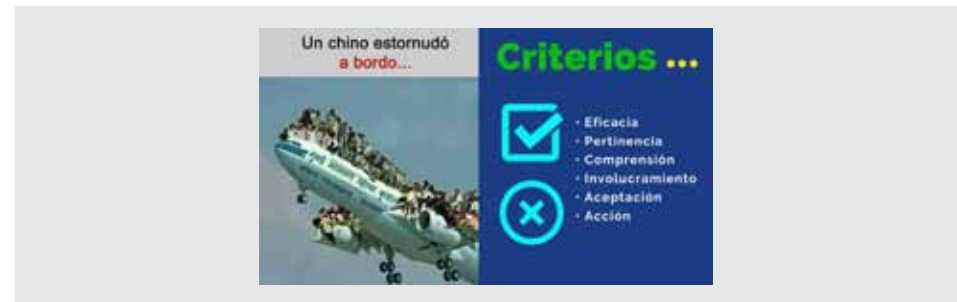 Un chino estornudó
a bordo...
Criterios ...
• Eficacia
• Pertinencia
• Comprensión
• Involucramiento
• Aceptación
• Acción